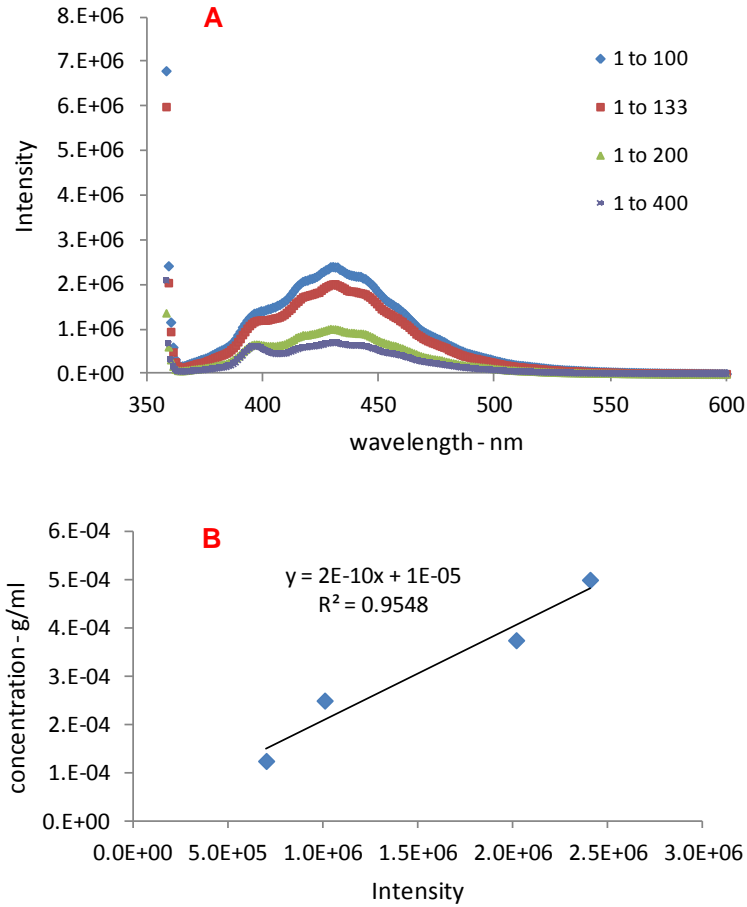 A
8.E+06
7.E+06
6.E+06
5.E+06
4.E+06
3.E+06
2.E+06
1.E+06
0.E+00
Intensity
350 400 450 500 550 600
wavelength - nm
1 to 100
1 to 133
1 to 200
1 to 400
B
6.E-04
5.E-04
4.E-04
3.E-04
2.E-04
1.E-04
0.E+00
concentration - g/ml
y = 2E-10x + 1E-05
R² = 0.9548
0.0E+00 5.0E+05 1.0E+06 1.5E+06 2.0E+06 2.5E+06 3.0E+06
Intensity